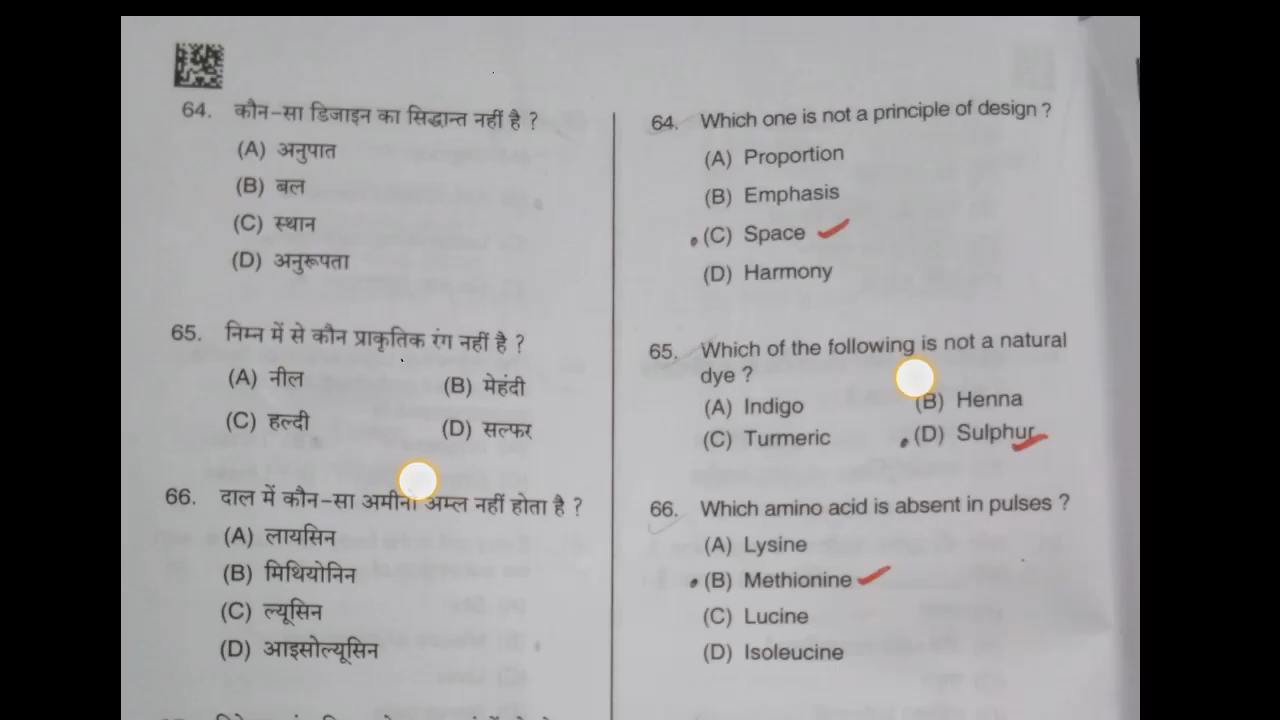 64. कौन-सा डिजाइन का सिद्धान्त नहीं है ?
(A) अनुपात
(B) बल
(C) स्थान
(D) अनुरूपता
65. निम्न में से कौन प्राकृतिक रंग नहीं है ?
(A) नील (B) मेहंदी
(C) हल्दी (D) सल्फर
66. दाल में कौन-सा अमीनो अम्ल नहीं होता है ?
(A) लायसिन
(B) मिथियोनिन
(C) ल्यूसिन
(D) आइसोल्यूसिन
64. Which one is not a principle of design ?
(A) Proportion
(B) Emphasis
(C) Space
(D) Harmony
65. Which of the following is not a natural
dye ?
(A) Indigo (B) Henna
(C) Turmeric (D) Sulphur
66. Which amino acid is absent in pulses ?
(A) Lysine
(B) Methionine
(C) Lucine
(D) Isoleucine